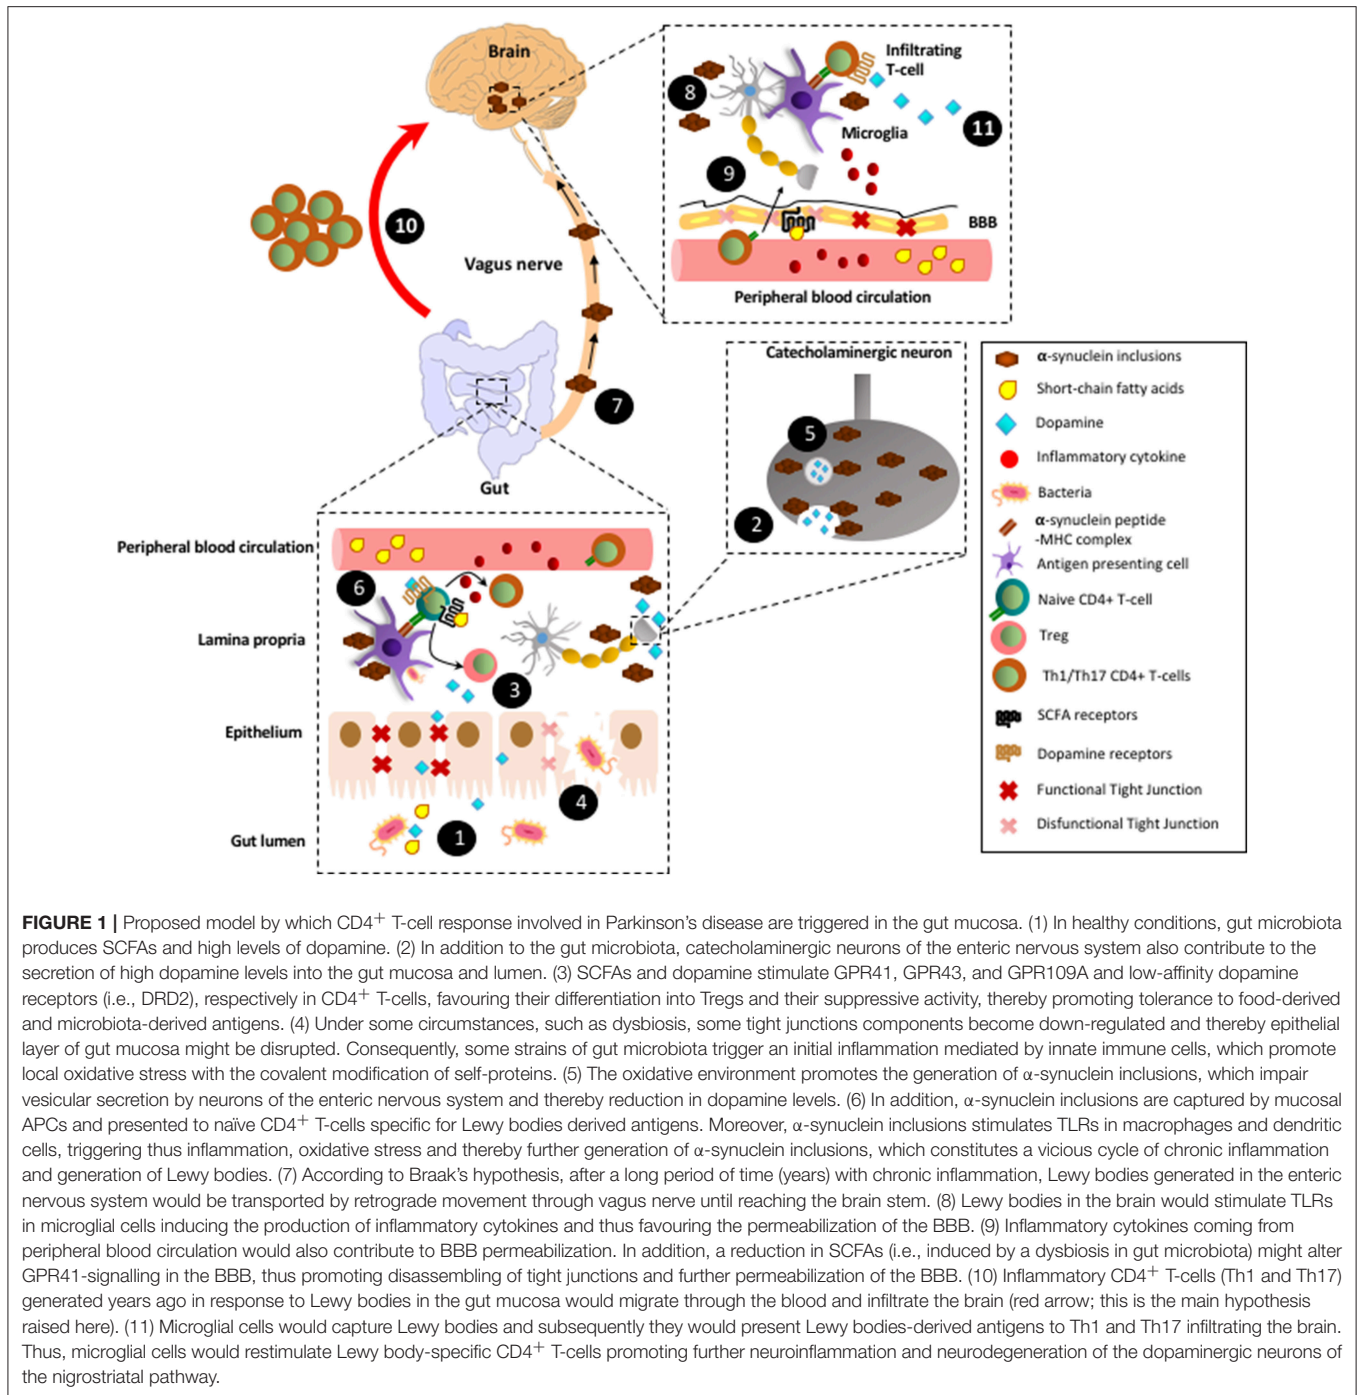 Brain
Infiltrating
T-cell
8
Microglia
11
9
BBB
Peripheral blood circulation
10
Vagus nerve
7
Gut
Catecholaminergic neuron
5
2
α-synuclein inclusions
Short-chain fatty acids
Dopamine
Inflammatory cytokine
Bacteria
α-synuclein peptide
-MHC complex
Antigen presenting cell
Naive CD4+ T-cell
Treg
Th1/Th17 CD4+ T-cells
SCFA receptors
Dopamine receptors
Functional Tight Junction
Disfunctional Tight Junction
Peripheral blood circulation
6
Lamina propria
3
Epithelium
4
Gut lumen
1
FIGURE 1 | Proposed model by which CD4+ T-cell response involved in Parkinson's disease are triggered in the gut mucosa. (1) In healthy conditions, gut microbiota
produces SCFAs and high levels of dopamine. (2) In addition to the gut microbiota, catecholaminergic neurons of the enteric nervous system also contribute to the
secretion of high dopamine levels into the gut mucosa and lumen. (3) SCFAs and dopamine stimulate GPR41, GPR43, and GPR109A and low-affinity dopamine
receptors (i.e., DRD2), respectively in CD4+ T-cells, favouring their differentiation into Tregs and their suppressive activity, thereby promoting tolerance to food-derived
and microbiota-derived antigens. (4) Under some circumstances, such as dysbiosis, some tight junctions components become down-regulated and thereby epithelial
layer of gut mucosa might be disrupted. Consequently, some strains of gut microbiota trigger an initial inflammation mediated by innate immune cells, which promote
local oxidative stress with the covalent modification of self-proteins. (5) The oxidative environment promotes the generation of α-synuclein inclusions, which impair
vesicular secretion by neurons of the enteric nervous system and thereby reduction in dopamine levels. (6) In addition, α-synuclein inclusions are captured by mucosal
APCs and presented to naïve CD4+ T-cells specific for Lewy bodies derived antigens. Moreover, α-synuclein inclusions stimulates TLRs in macrophages and dendritic
cells, triggering thus inflammation, oxidative stress and thereby further generation of α-synuclein inclusions, which constitutes a vicious cycle of chronic inflammation
and generation of Lewy bodies. (7) According to Braak's hypothesis, after a long period of time (years) with chronic inflammation, Lewy bodies generated in the enteric
nervous system would be transported by retrograde movement through vagus nerve until reaching the brain stem. (8) Lewy bodies in the brain would stimulate TLRs
in microglial cells inducing the production of inflammatory cytokines and thus favouring the permeabilization of the BBB. (9) Inflammatory cytokines coming from
peripheral blood circulation would also contribute to BBB permeabilization. In addition, a reduction in SCFAs (i.e., induced by a dysbiosis in gut microbiota) might alter
GPR41-signalling in the BBB, thus promoting disassembling of tight junctions and further permeabilization of the BBB. (10) Inflammatory CD4+ T-cells (Th1 and Th17)
generated years ago in response to Lewy bodies in the gut mucosa would migrate through the blood and infiltrate the brain (red arrow; this is the main hypothesis
raised here). (11) Microglial cells would capture Lewy bodies and subsequently they would present Lewy bodies-derived antigens to Th1 and Th17 infiltrating the brain.
Thus, microglial cells would restimulate Lewy body-specific CD4+ T-cells promoting further neuroinflammation and neurodegeneration of the dopaminergic neurons of
the nigrostriatal pathway.